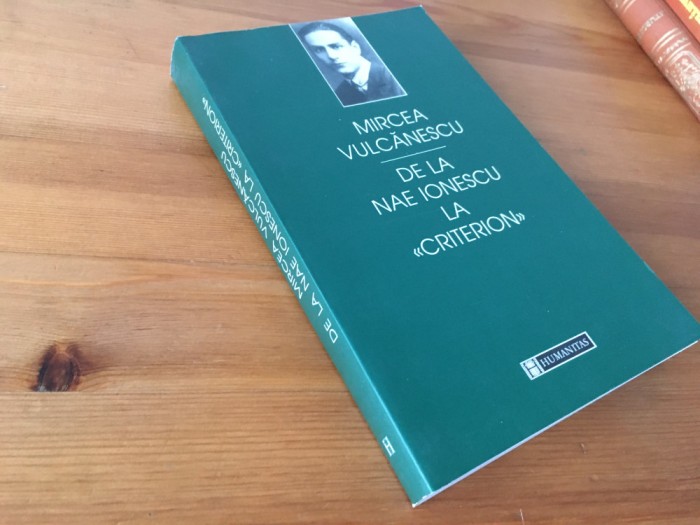 MIRCEA
VULCĂNESCU
DE LA
NAE IONESCU
LA
«CRITERION»
HUMANITAS
MIRCEA VULCĂNESCU
DE LA NAE IONESCU LA «CRITERION»